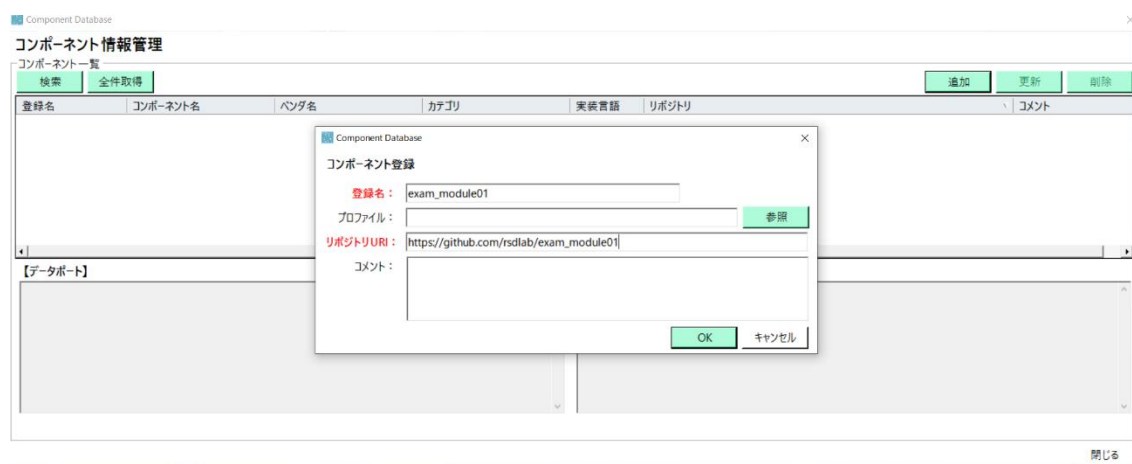 Component Database
コンポーネント情報管理
コンポーネント一覧
検索 全件取得 追加 更新 削除
登録名 コンポーネント名 ベンダ名 カテゴリ 実装言語 リポジトリ コメント
Component Database
コンポーネント登録
登録名： exam_module01
プロファイル： 参照
リポジトリURI： https://github.com/rsdlab/exam_module01
コメント：
OK キャンセル
【データポート】
閉じる